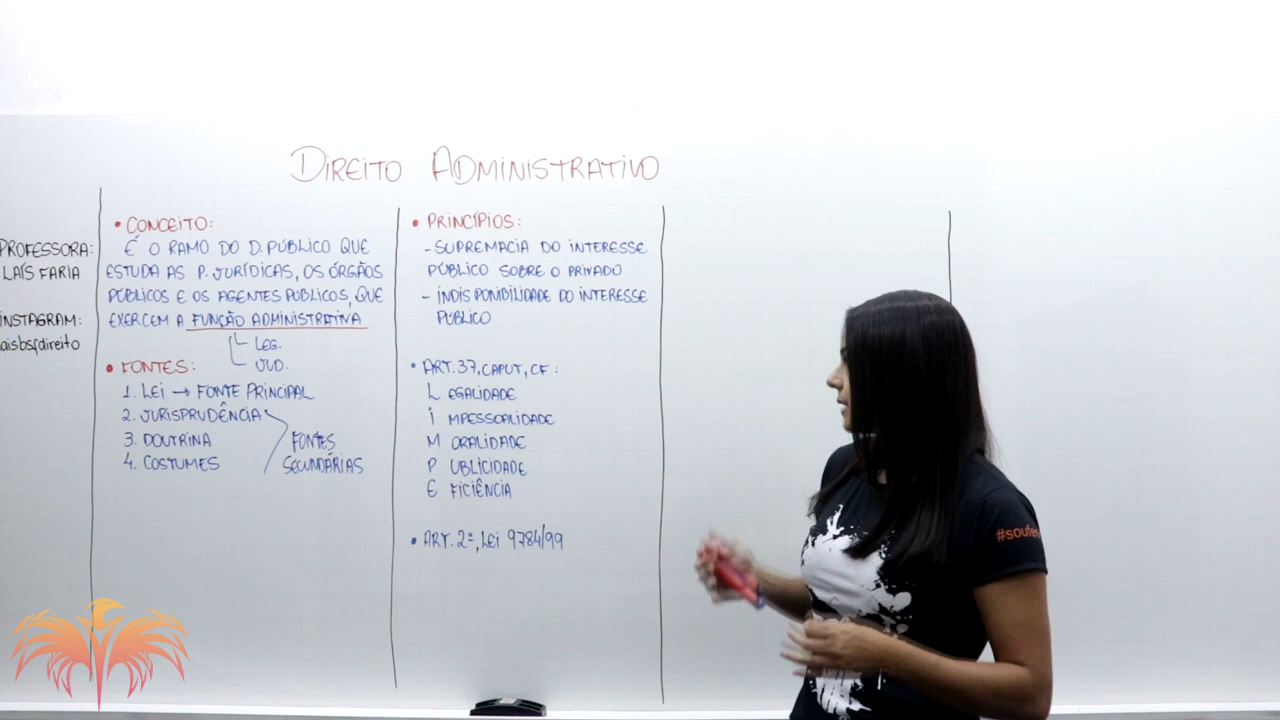 DIREITO ADMINISTRATIVO
PROFESSORA:
LAÍS FARIA
INSTAGRAM:
aisbsfdireito
• CONCEITO:
É O RAMO DO D. PÚBLICO QUE
ESTUDA AS P. JURÍDICAS, OS ÓRGÃOS
PÚBLICOS E OS AGENTES PÚBLICOS, QUE
EXERCEM A FUNÇÃO ADMINISTRATIVA
LEG.
JUD.
• FONTES:
1. LEI → FONTE PRINCIPAL
2. JURISPRUDÊNCIA
3. DOUTRINA
4. COSTUMES
FONTES
SECUNDÁRIAS
• PRINCÍPIOS:
- SUPREMACIA DO INTERESSE
PÚBLICO SOBRE O PRIVADO
- INDISPONIBILIDADE DO INTERESSE
PÚBLICO
• ART. 37, CAPUT, CF:
L EGALIDADE
I MPESSOALIDADE
M ORALIDADE
P UBLICIDADE
E FICIÊNCIA
• ART. 2º, LEI 9784/99